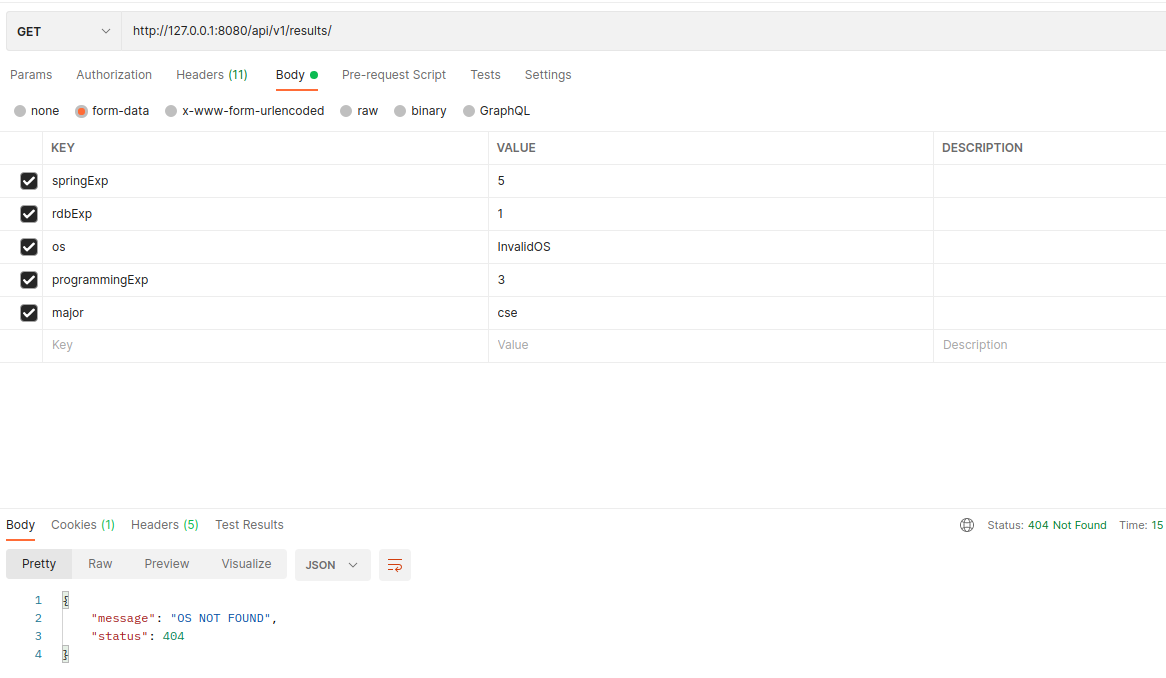 GET http://127.0.0.1:8080/api/v1/results/
Params Authorization Headers (11) Body Pre-request Script Tests Settings
none form-data x-www-form-urlencoded raw binary GraphQL
KEY VALUE DESCRIPTION
springExp 5
rdbExp 1
os InvalidOS
programmingExp 3
major cse
Key Value Description
Body Cookies (1) Headers (5) Test Results Status: 404 Not Found Time: 15
Pretty Raw Preview Visualize JSON
1 {
2 "message": "OS NOT FOUND",
3 "status": 404
4 }